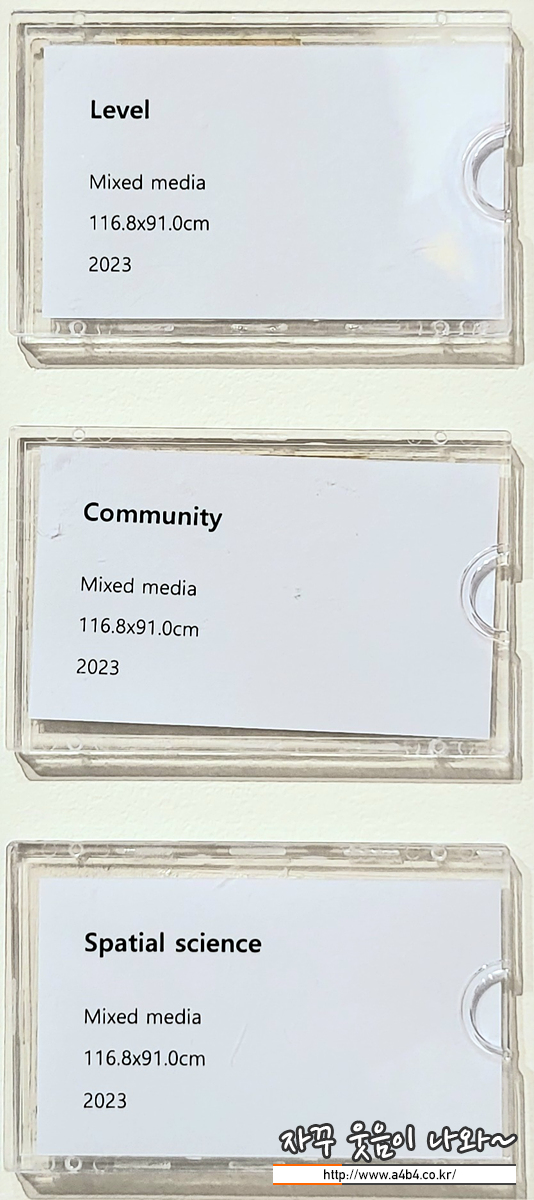 Level
Mixed media
116.8x91.0cm
2023
Community
Mixed media
116.8x91.0cm
2023
Spatial science
Mixed media
116.8x91.0cm
2023
자꾸 웃음이 나와~
http://www.a4b4.co.kr/